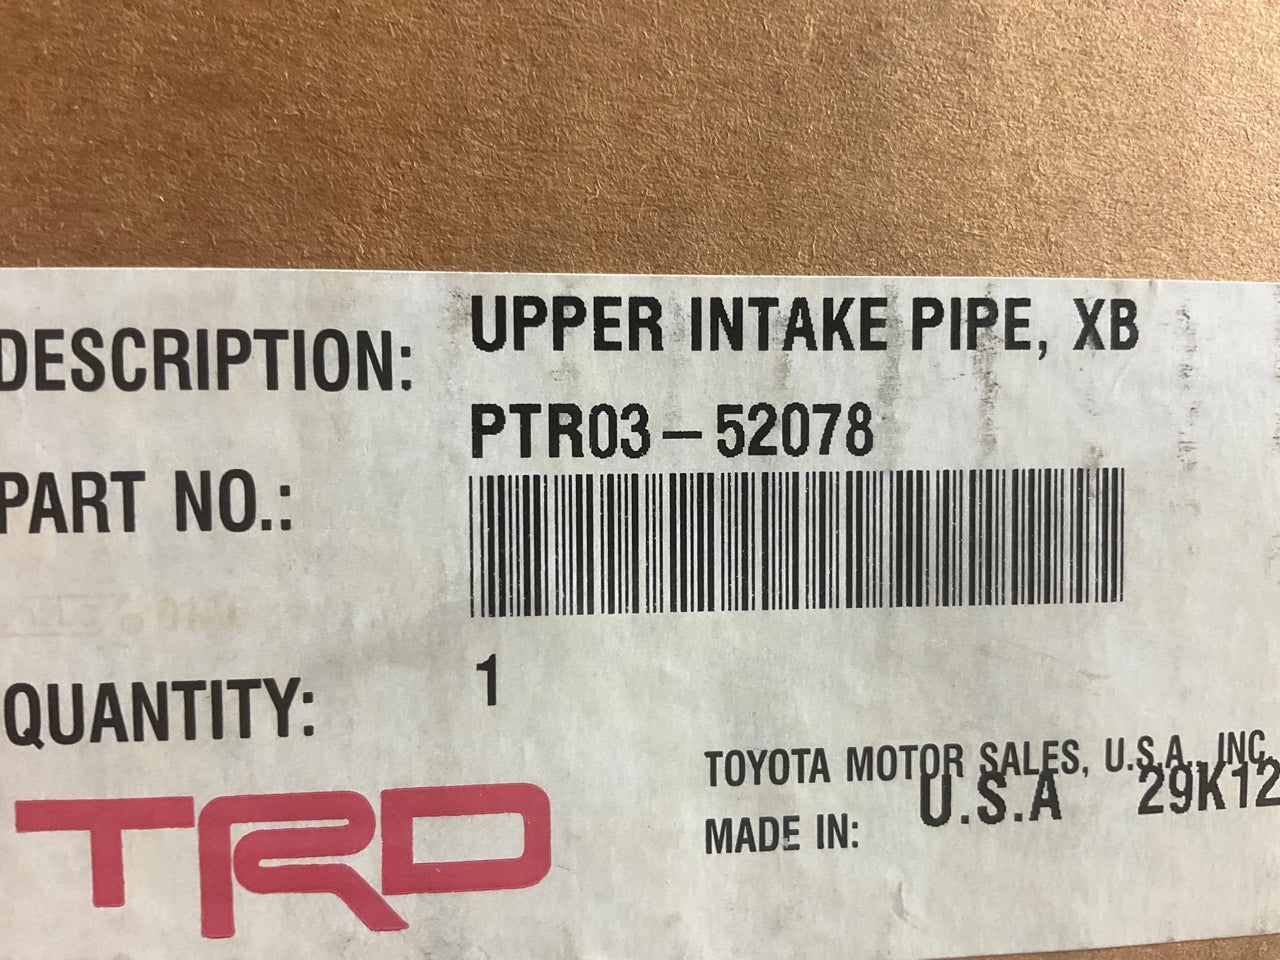 DESCRIPTION: UPPER INTAKE PIPE, XB
PART NO.: PTR03-52078
QUANTITY: 1
TOYOTA MOTOR SALES, U.S.A., INC.
MADE IN: U.S.A 29K12
TRD